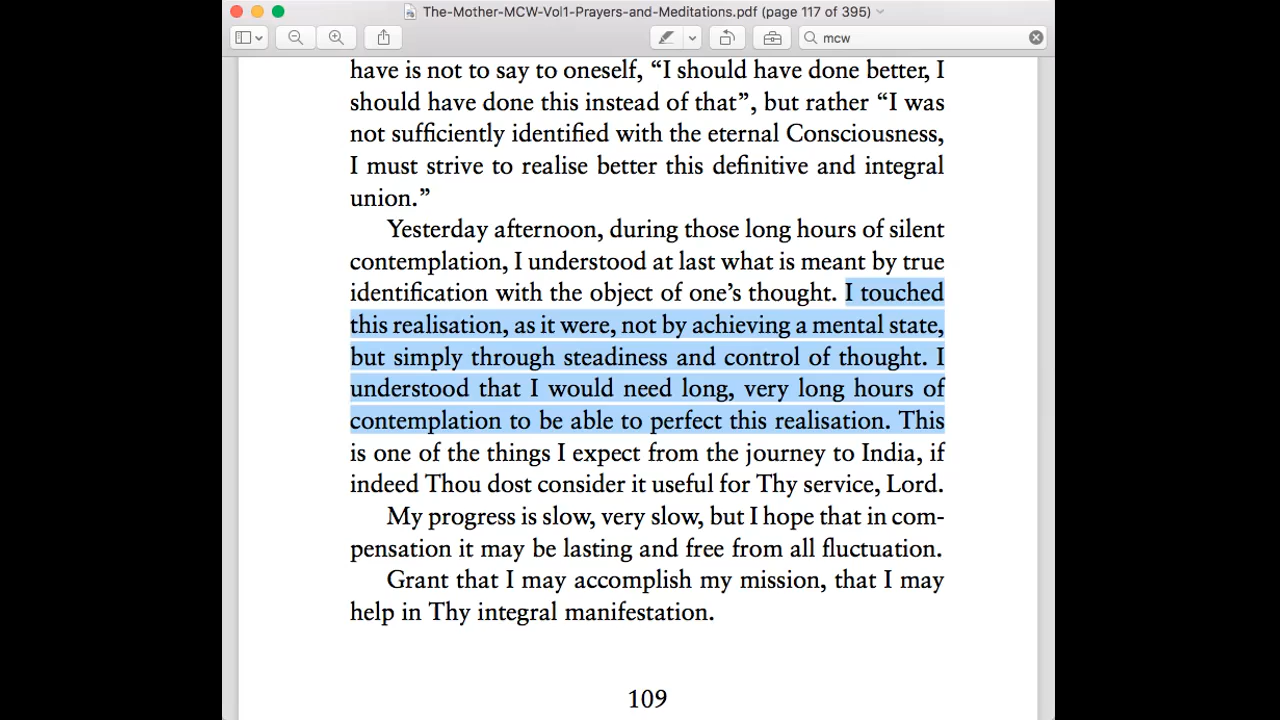 The-Mother-MCW-Vol1-Prayers-and-Meditations.pdf (page 117 of 395)
mcw
have is not to say to oneself, “I should have done better, I
should have done this instead of that”, but rather “I was
not sufficiently identified with the eternal Consciousness,
I must strive to realise better this definitive and integral
union.”
Yesterday afternoon, during those long hours of silent
contemplation, I understood at last what is meant by true
identification with the object of one’s thought. I touched
this realisation, as it were, not by achieving a mental state,
but simply through steadiness and control of thought. I
understood that I would need long, very long hours of
contemplation to be able to perfect this realisation. This
is one of the things I expect from the journey to India, if
indeed Thou dost consider it useful for Thy service, Lord.
My progress is slow, very slow, but I hope that in com-
pensation it may be lasting and free from all fluctuation.
Grant that I may accomplish my mission, that I may
help in Thy integral manifestation.
109